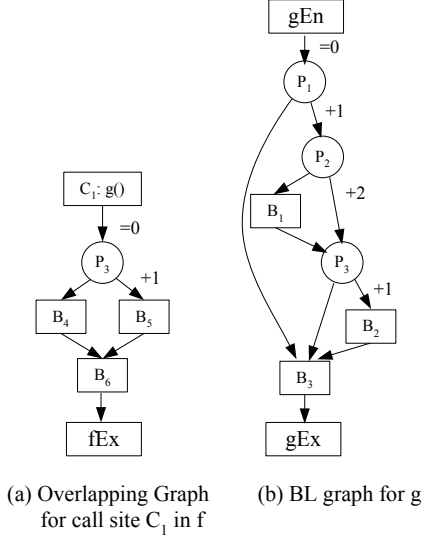 C1: g()
=0
P3
+1
B4
B5
B6
fEx
(a) Overlapping Graph
for call site C1 in f
gEn
=0
P1
+1
P2
+2
B1
P3
+1
B2
B3
gEx
(b) BL graph for g